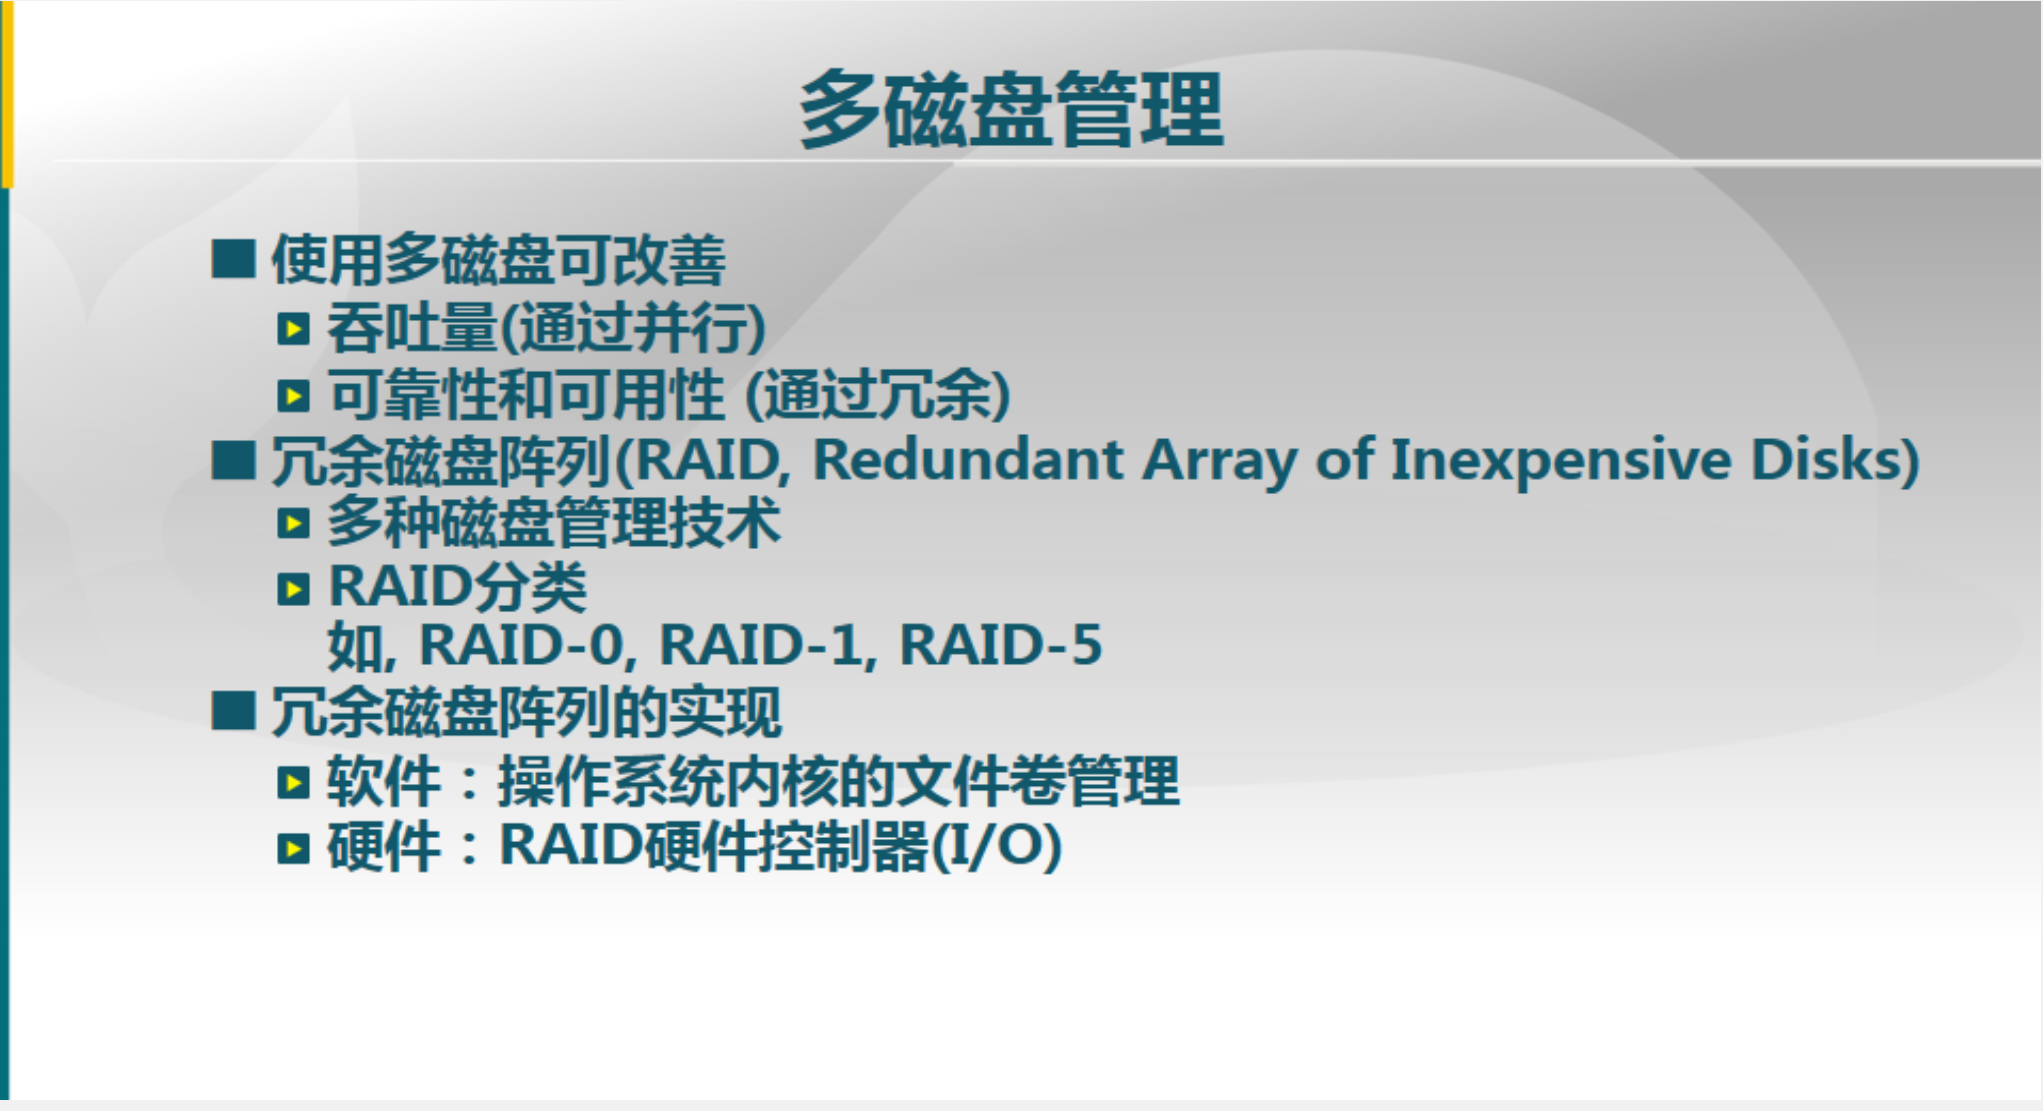 多磁盘管理
使用多磁盘可改善
吞吐量(通过并行)
可靠性和可用性 (通过冗余)
冗余磁盘阵列(RAID, Redundant Array of Inexpensive Disks)
多种磁盘管理技术
RAID分类
如, RAID-0, RAID-1, RAID-5
冗余磁盘阵列的实现
软件：操作系统内核的文件卷管理
硬件：RAID硬件控制器(I/O)